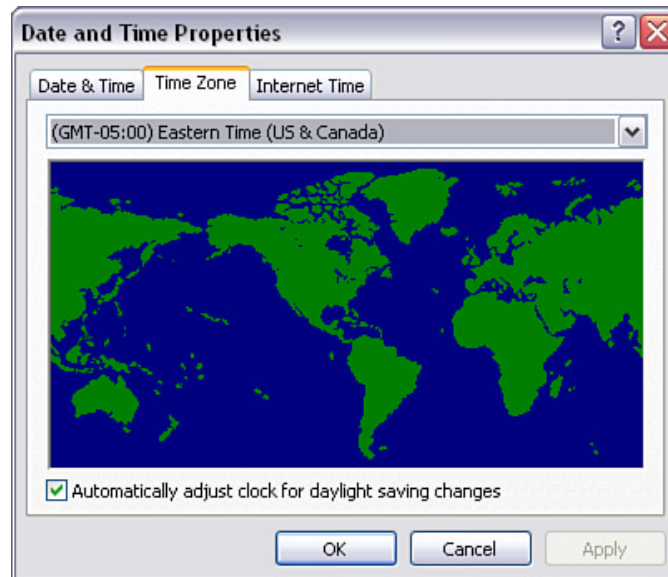 Date and Time Properties
Date & Time Time Zone Internet Time
(GMT-05:00) Eastern Time (US & Canada)
Automatically adjust clock for daylight saving changes
OK Cancel Apply